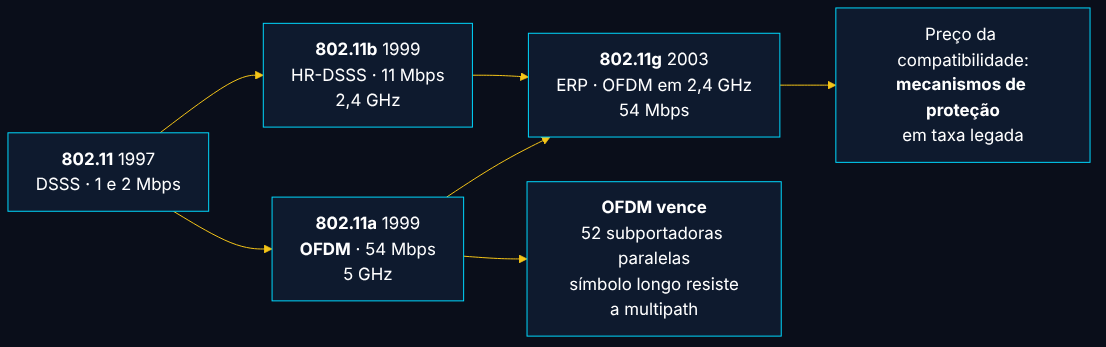 802.11 1997
DSSS · 1 e 2 Mbps
802.11b 1999
HR-DSSS · 11 Mbps
2,4 GHz
802.11a 1999
OFDM · 54 Mbps
5 GHz
802.11g 2003
ERP · OFDM em 2,4 GHz
54 Mbps
OFDM vence
52 subportadoras
paralelas
símbolo longo resiste
a multipath
Preço da
compatibilidade:
mecanismos de
proteção
em taxa legada